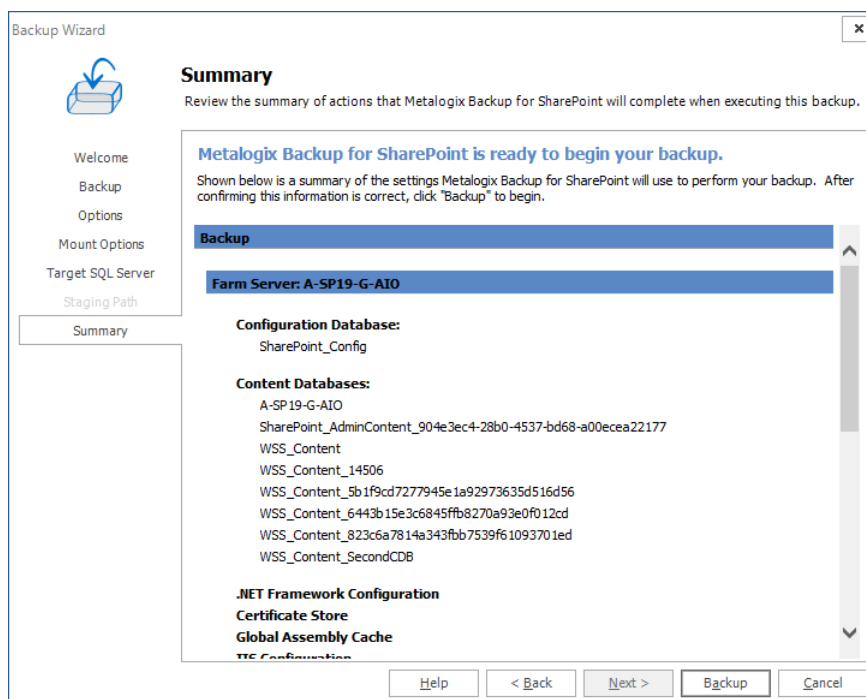 Backup Wizard
Summary
Review the summary of actions that Metalogix Backup for SharePoint will complete when executing this backup.
Welcome
Backup
Options
Mount Options
Target SQL Server
Staging Path
Summary
Metalogix Backup for SharePoint is ready to begin your backup.
Shown below is a summary of the settings Metalogix Backup for SharePoint will use to perform your backup. After
confirming this information is correct, click "Backup" to begin.
Backup
Farm Server: A-SP19-G-AIO
Configuration Database:
SharePoint_Config
Content Databases:
A-SP19-G-AIO
SharePoint_AdminContent_904e3ec4-28b0-4537-bd68-a00ecea22177
WSS_Content
WSS_Content_14506
WSS_Content_5b1f9cd7277945e1a92973635d516d56
WSS_Content_6443b15e3c6845ffb8270a93e0f012cd
WSS_Content_823c6a7814a343fbb7539f61093701ed
WSS_Content_SecondCDB
.NET Framework Configuration
Certificate Store
Global Assembly Cache
IIS Configuration
Help
< Back
Next >
Backup
Cancel